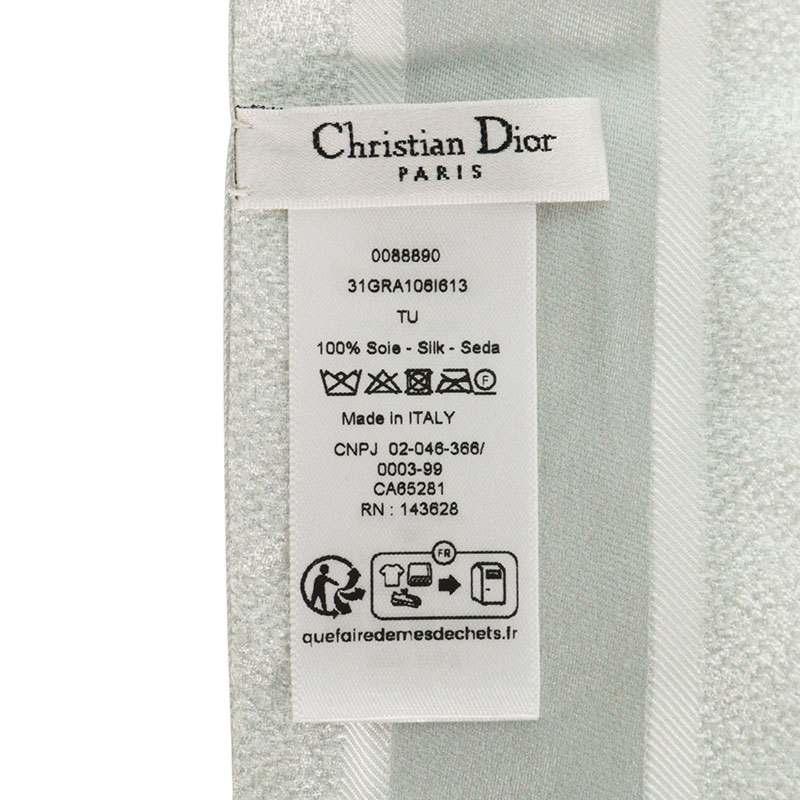 Christian Dior
PARIS
0088890
31GRA106I613
TU
100% Soie - Silk - Seda
F
Made in ITALY
CNPJ 02-046-366/
0003-99
CA65281
RN : 143628
FR
quefairedemesdechets.fr